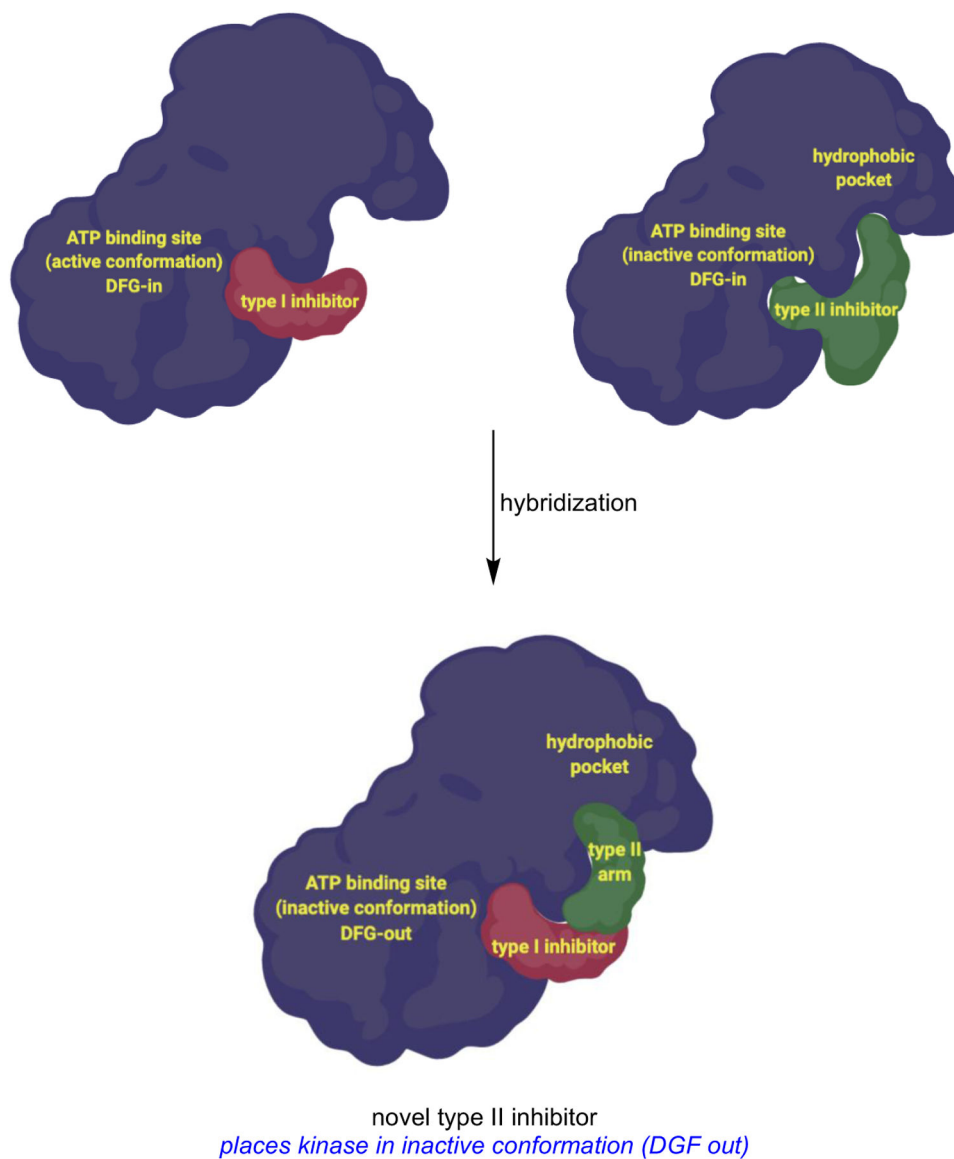 ATP binding site
(active conformation)
DFG-in
type I inhibitor
hydrophobic
pocket
ATP binding site
(inactive conformation)
DFG-in
type II inhibitor
hybridization
hydrophobic
pocket
type II
arm
ATP binding site
(inactive conformation)
DFG-out
type I inhibitor
novel type II inhibitor
places kinase in inactive conformation (DGF out)